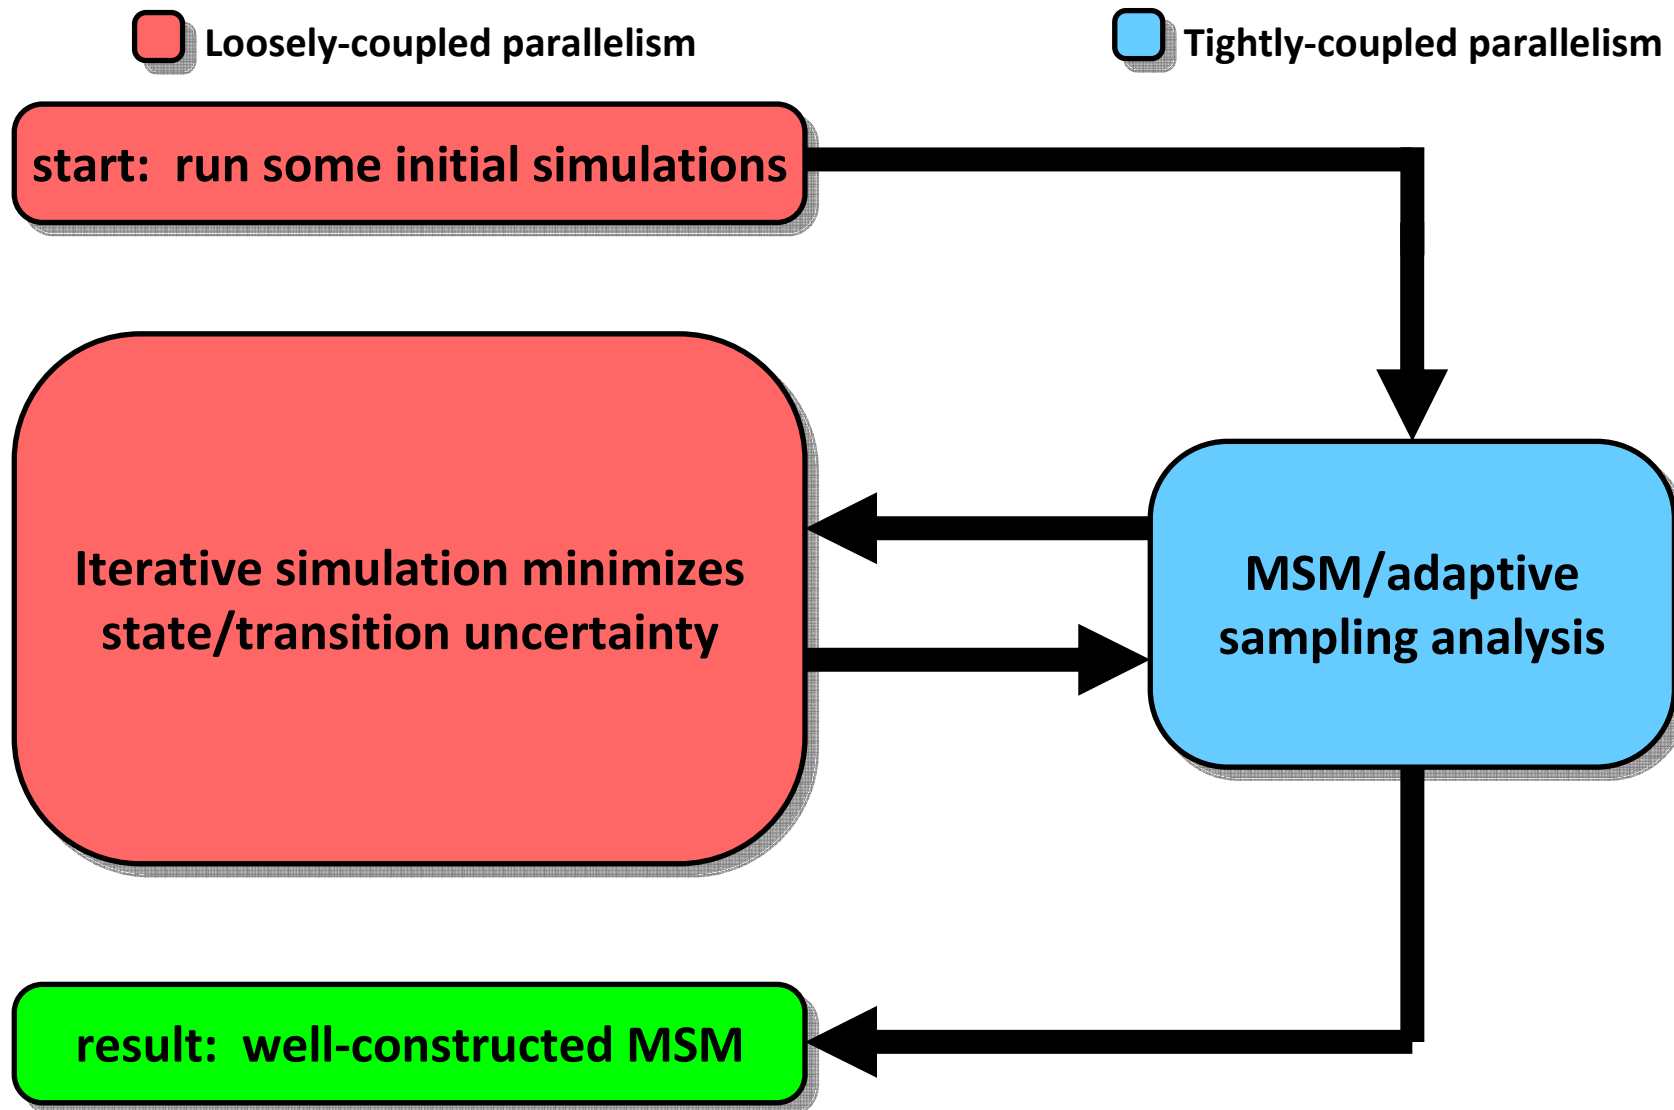 Loosely-coupled parallelism
Tightly-coupled parallelism
start:  run some initial simulations
Iterative simulation minimizes
state/transition uncertainty
MSM/adaptive
sampling analysis
result:  well-constructed MSM